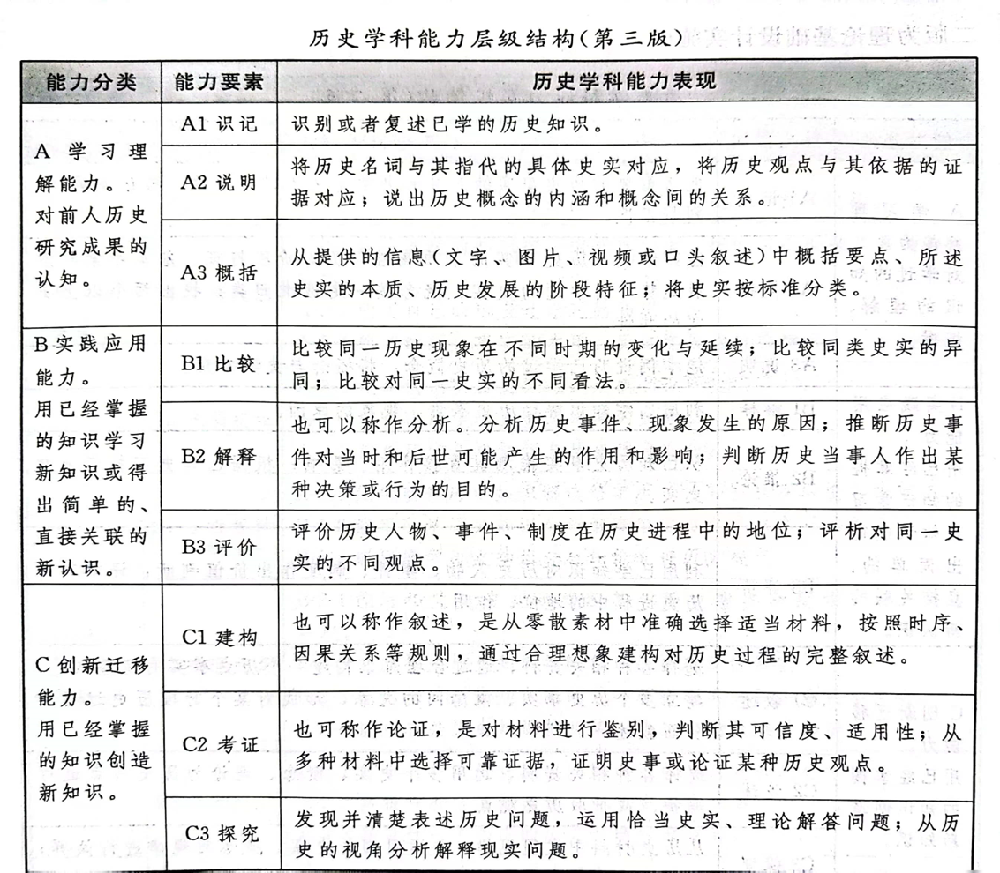 历史学科能力层级结构(第三版)
能力分类 能力要素 历史学科能力表现
A 学习理
解能力。
对前人历史
研究成果的
认知。
A1 识记
识别或者复述已学的历史知识。
A2 说明
将历史名词与其指代的具体史实对应，将历史观点与其依据的证
据对应；说出历史概念的内涵和概念间的关系。
A3 概括
从提供的信息(文字、图片、视频或口头叙述)中概括要点、所述
史实的本质、历史发展的阶段特征；将史实按标准分类。
B 实践应用
能力。
用已经掌握
的知识学习
新知识或得
出简单的、
直接关联的
新认识。
B1 比较
比较同一历史现象在不同时期的变化与延续；比较同类史实的异
同；比较对同一史实的不同看法。
B2 解释
也可以称作分析。分析历史事件、现象发生的原因；推断历史事
件对当时和后世可能产生的作用和影响；判断历史当事人作出某
种决策或行为的目的。
B3 评价
评价历史人物、事件、制度在历史进程中的地位；评析对同一史
实的不同观点。
C 创新迁移
能力。
用已经掌握
的知识创造
新知识。
C1 建构
也可以称作叙述，是从零散素材中准确选择适当材料，按照时序、
因果关系等规则，通过合理想象建构对历史过程的完整叙述。
C2 考证
也可称作论证，是对材料进行鉴别，判断其可信度、适用性；从
多种材料中选择可靠证据，证明史事或论证某种历史观点。
C3 探究
发现并清楚表述历史问题，运用恰当史实、理论解答问题；从历
史的视角分析解释现实问题。